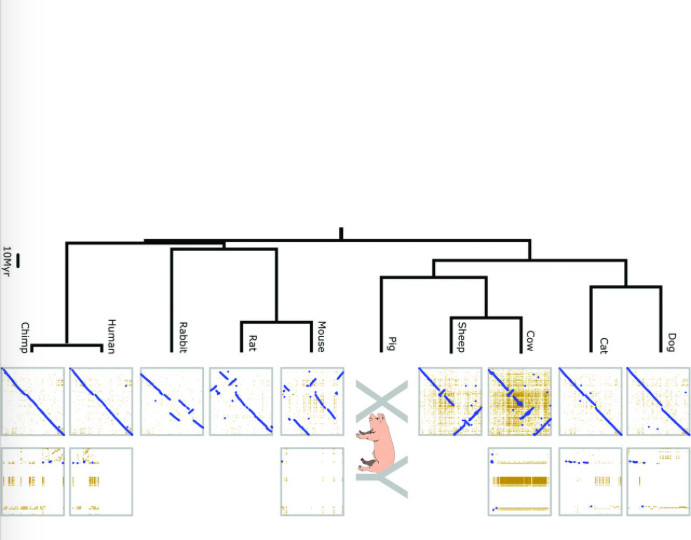 10Myr
Chimp
Human
Rabbit
Rat
Mouse
Pig
Sheep
Cow
Cat
Dog
X
Y